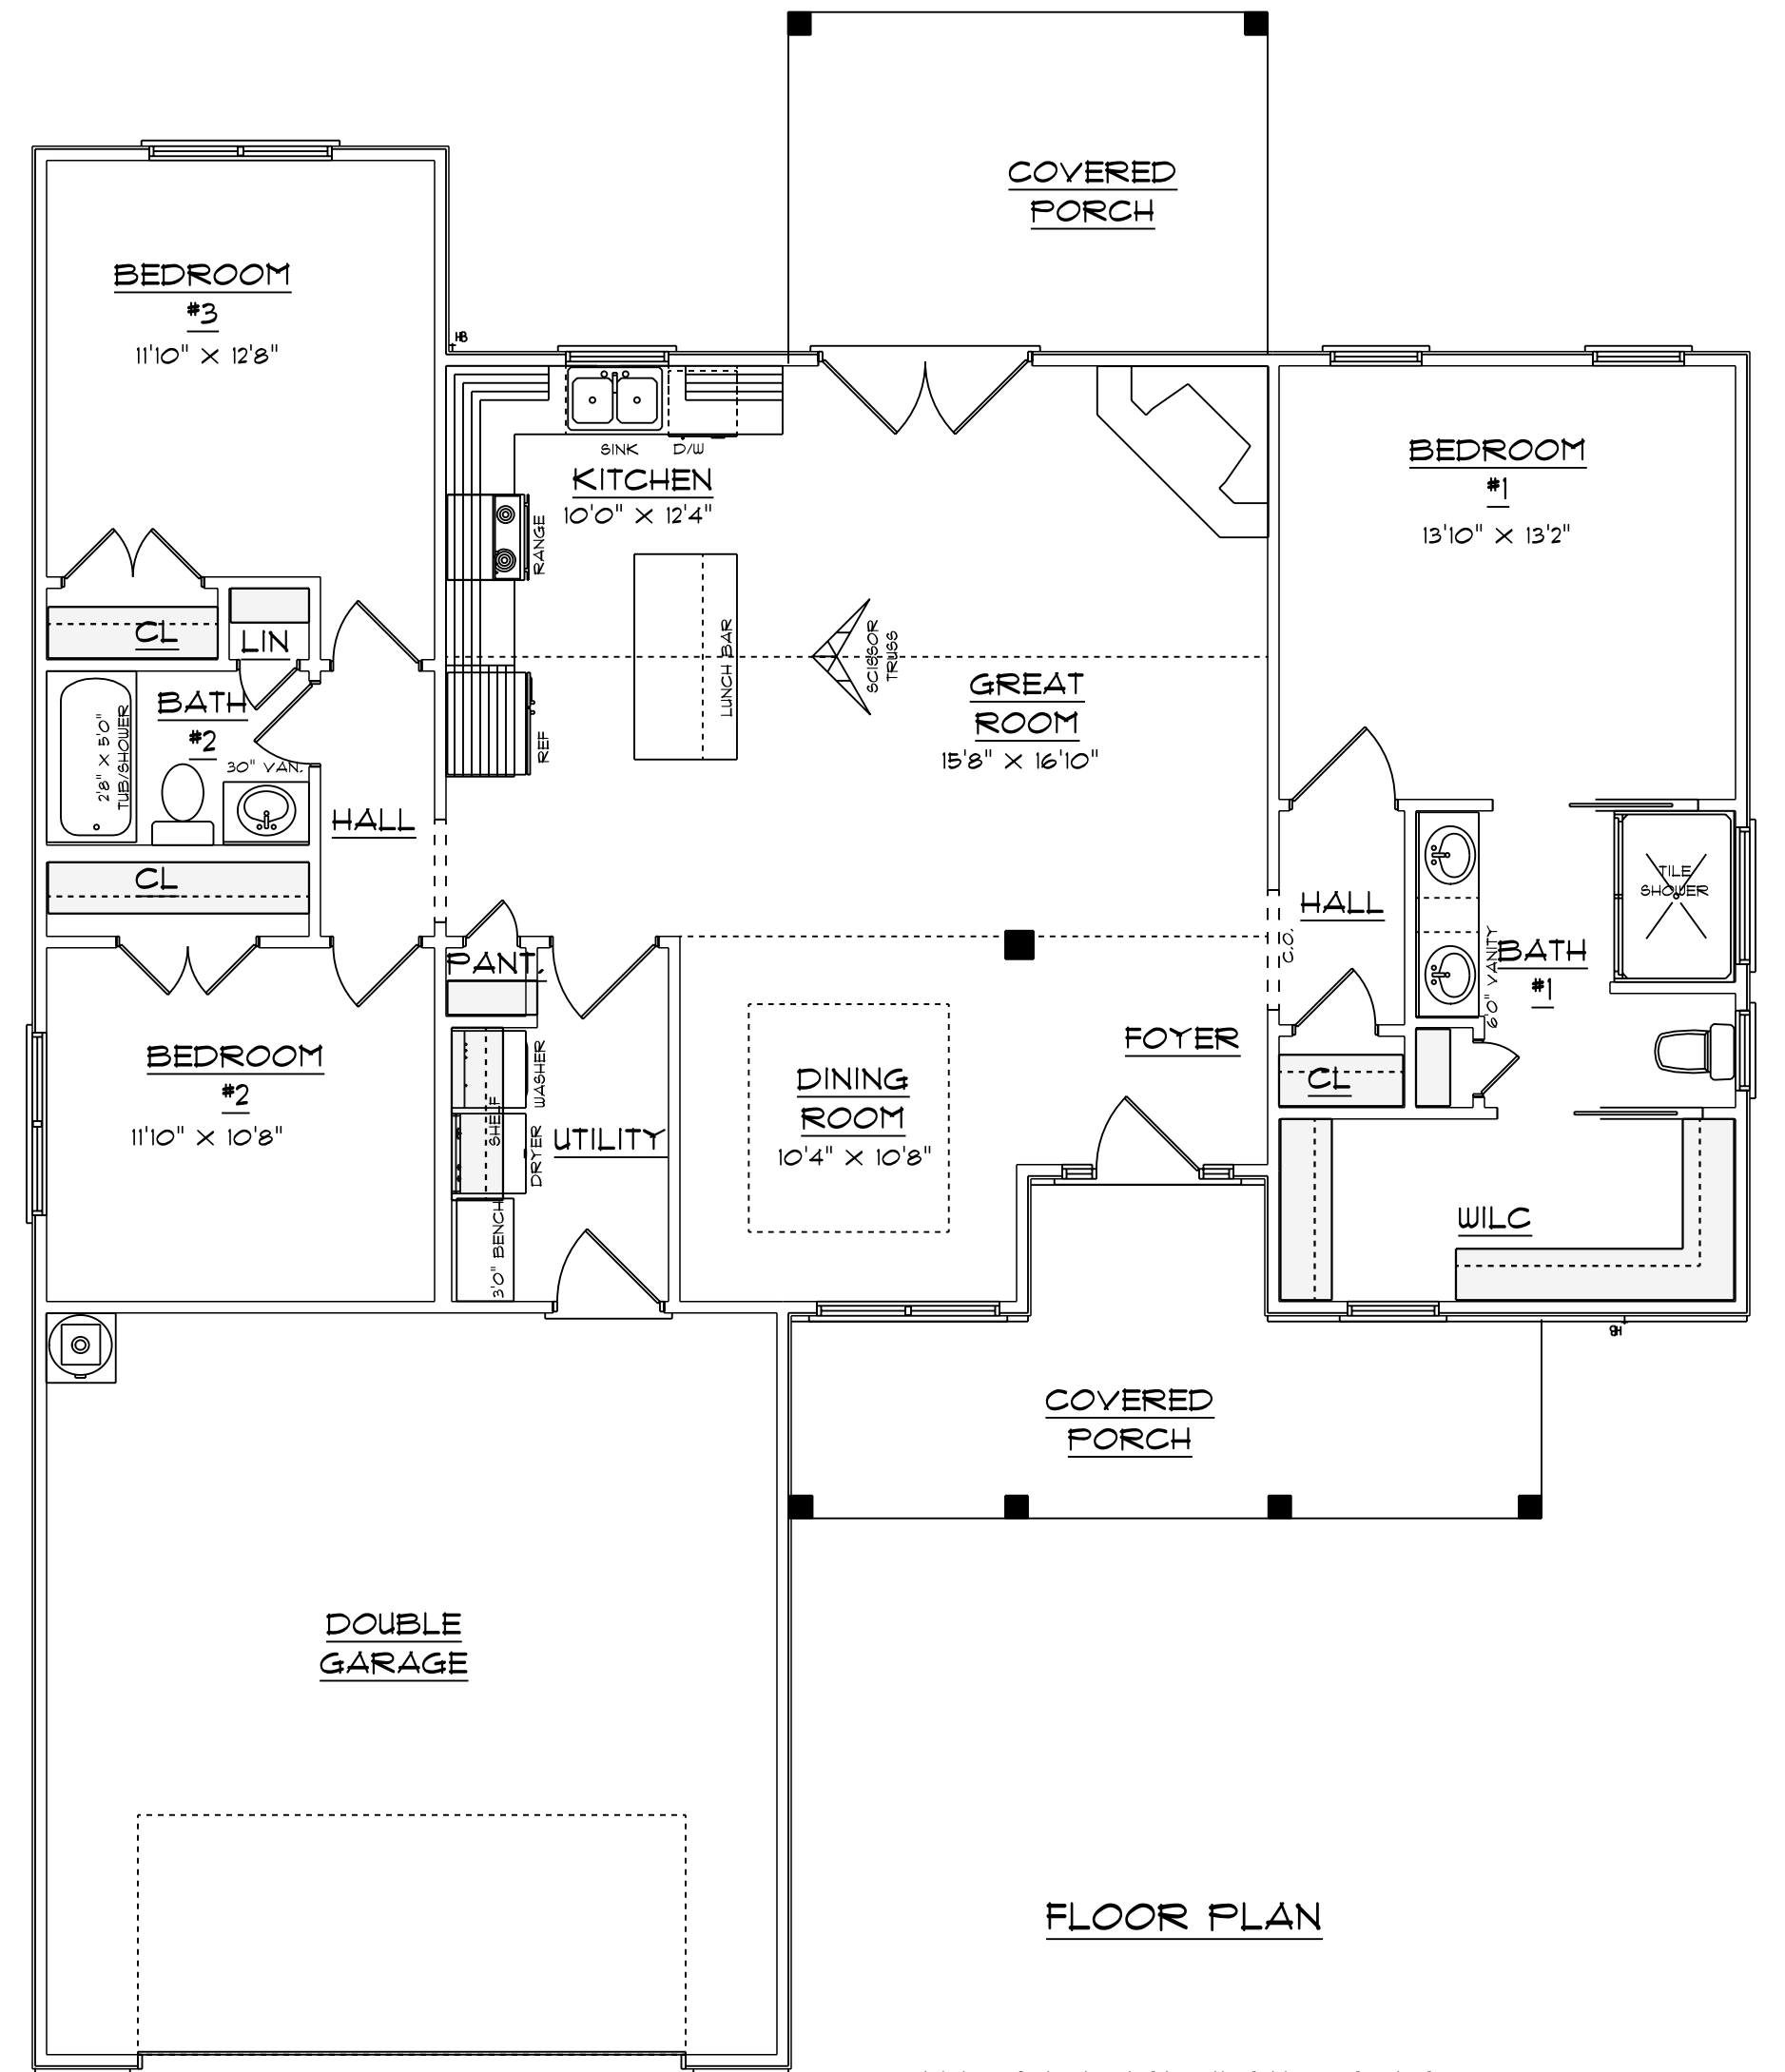 COVERED
PORCH
BEDROOM
#3
11'10" X 12'8"
HB
SINK
D/W
KITCHEN
10'0" X 12'4"
RANGE
BEDROOM
#1
13'10" X 13'2"
CL
LIN
LUNCH BAR
SCISSOR
TRUSS
GREAT
ROOM
15'8" X 16'10"
REF
BATH
#2
30" VAN.
2'8" X 5'0"
TUB/SHOWER
HALL
CL
TILE
SHOWER
HALL
C.O.
6'0" VANITY
BATH
#1
PANT.
FOYER
BEDROOM
#2
11'10" X 10'8"
WASHER
SHELF
DRYER
UTILITY
3'0" BENCH
DINING
ROOM
10'4" X 10'8"
CL
WILC
HB
COVERED
PORCH
DOUBLE
GARAGE
FLOOR PLAN